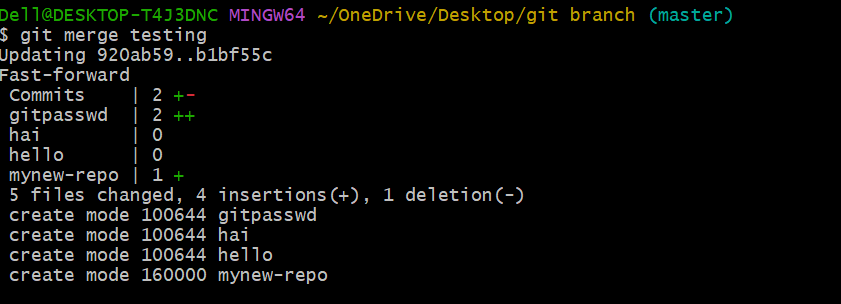 Dell@DESKTOP-T4J3DNC MINGW64 ~/OneDrive/Desktop/git branch (master)
$ git merge testing
Updating 920ab59..b1bf55c
Fast-forward
 Commits    | 2 +-
 gitpasswd  | 2 ++
 hai        | 0
 hello      | 0
 mynew-repo | 1 +
 5 files changed, 4 insertions(+), 1 deletion(-)
 create mode 100644 gitpasswd
 create mode 100644 hai
 create mode 100644 hello
 create mode 160000 mynew-repo